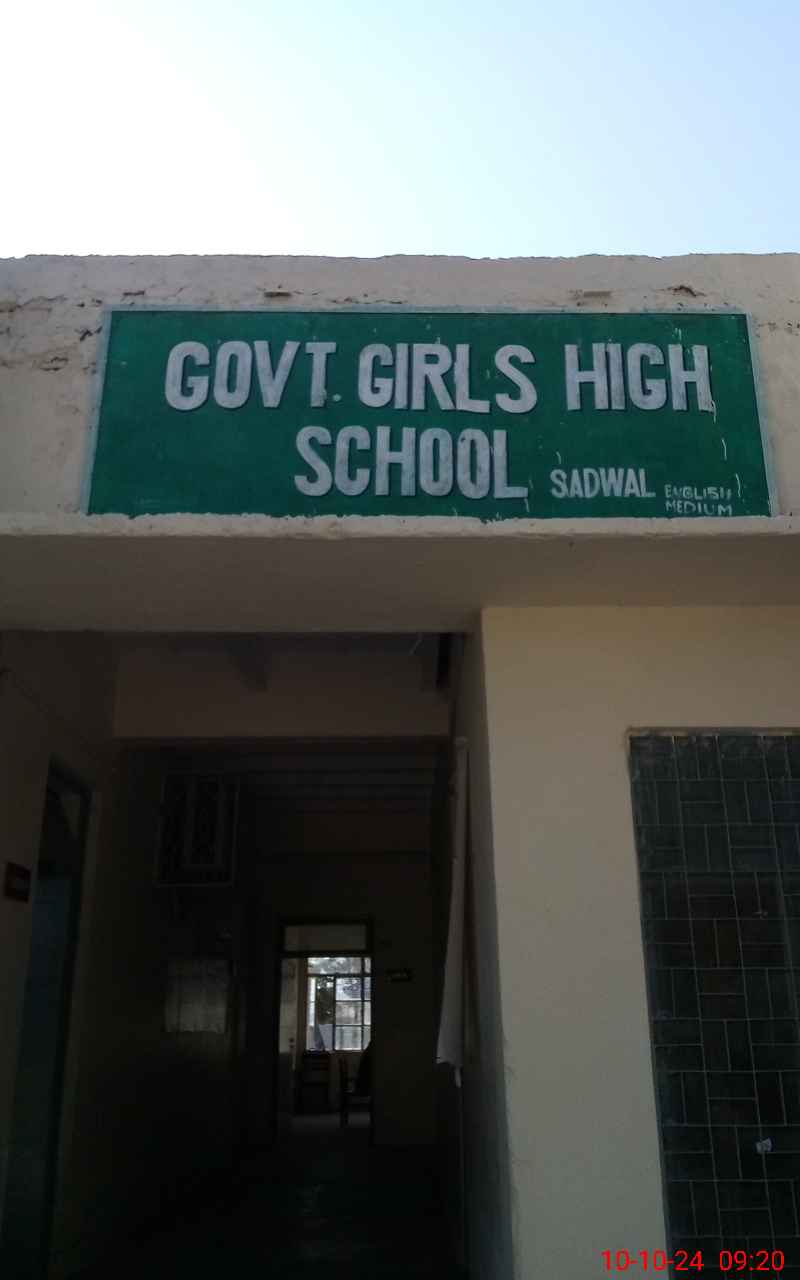 GOVT. GIRLS HIGH
SCHOOL SADWAL ENGLISH
MEDIUM
10-10-24 09:20